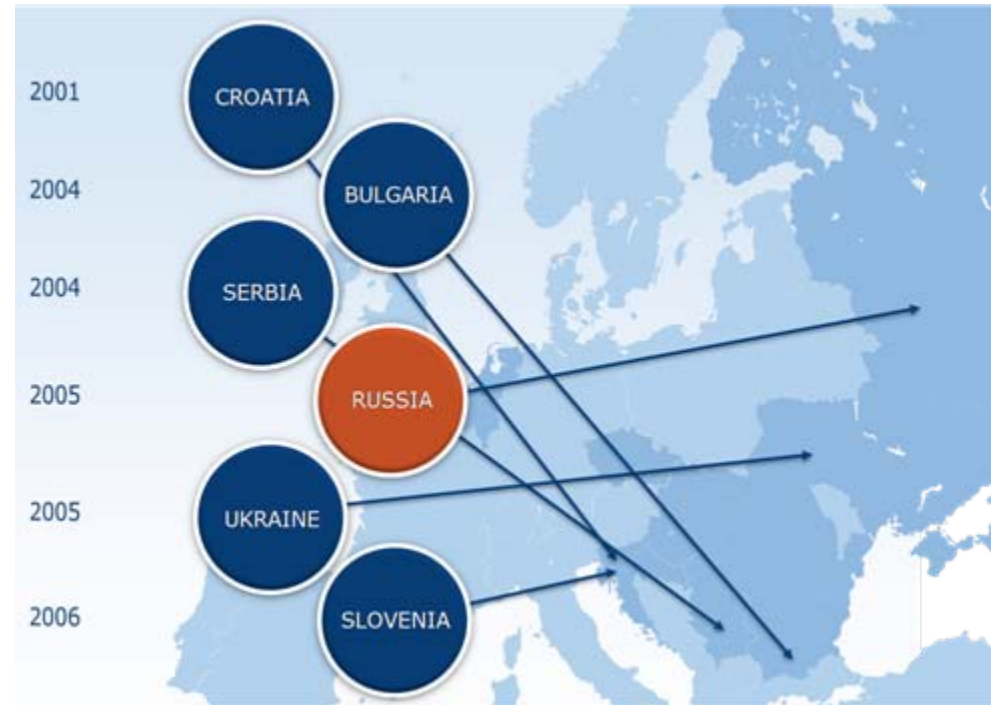 2001
CROATIA
2004
BULGARIA
2004
SERBIA
2005
RUSSIA
2005
UKRAINE
2006
SLOVENIA